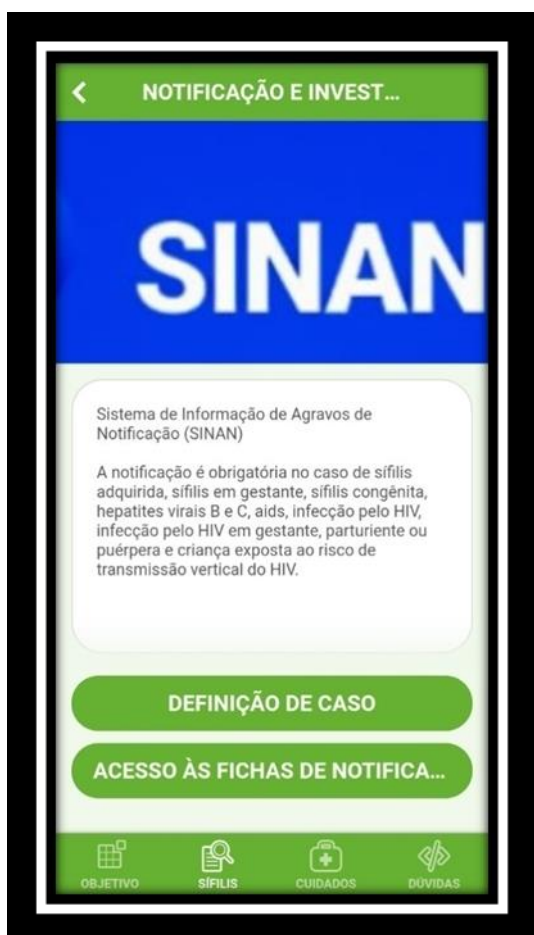 NOTIFICAÇÃO E INVEST...
SINAN
Sistema de Informação de Agravos de
Notificação (SINAN)
A notificação é obrigatória no caso de sífilis
adquirida, sífilis em gestante, sífilis congênita,
hepatites virais B e C, aids, infecção pelo HIV,
infecção pelo HIV em gestante, parturiente ou
puérpera e criança exposta ao risco de
transmissão vertical do HIV.
DEFINIÇÃO DE CASO
ACESSO ÀS FICHAS DE NOTIFICA...
OBJETIVO SÍFILIS CUIDADOS DÚVIDAS